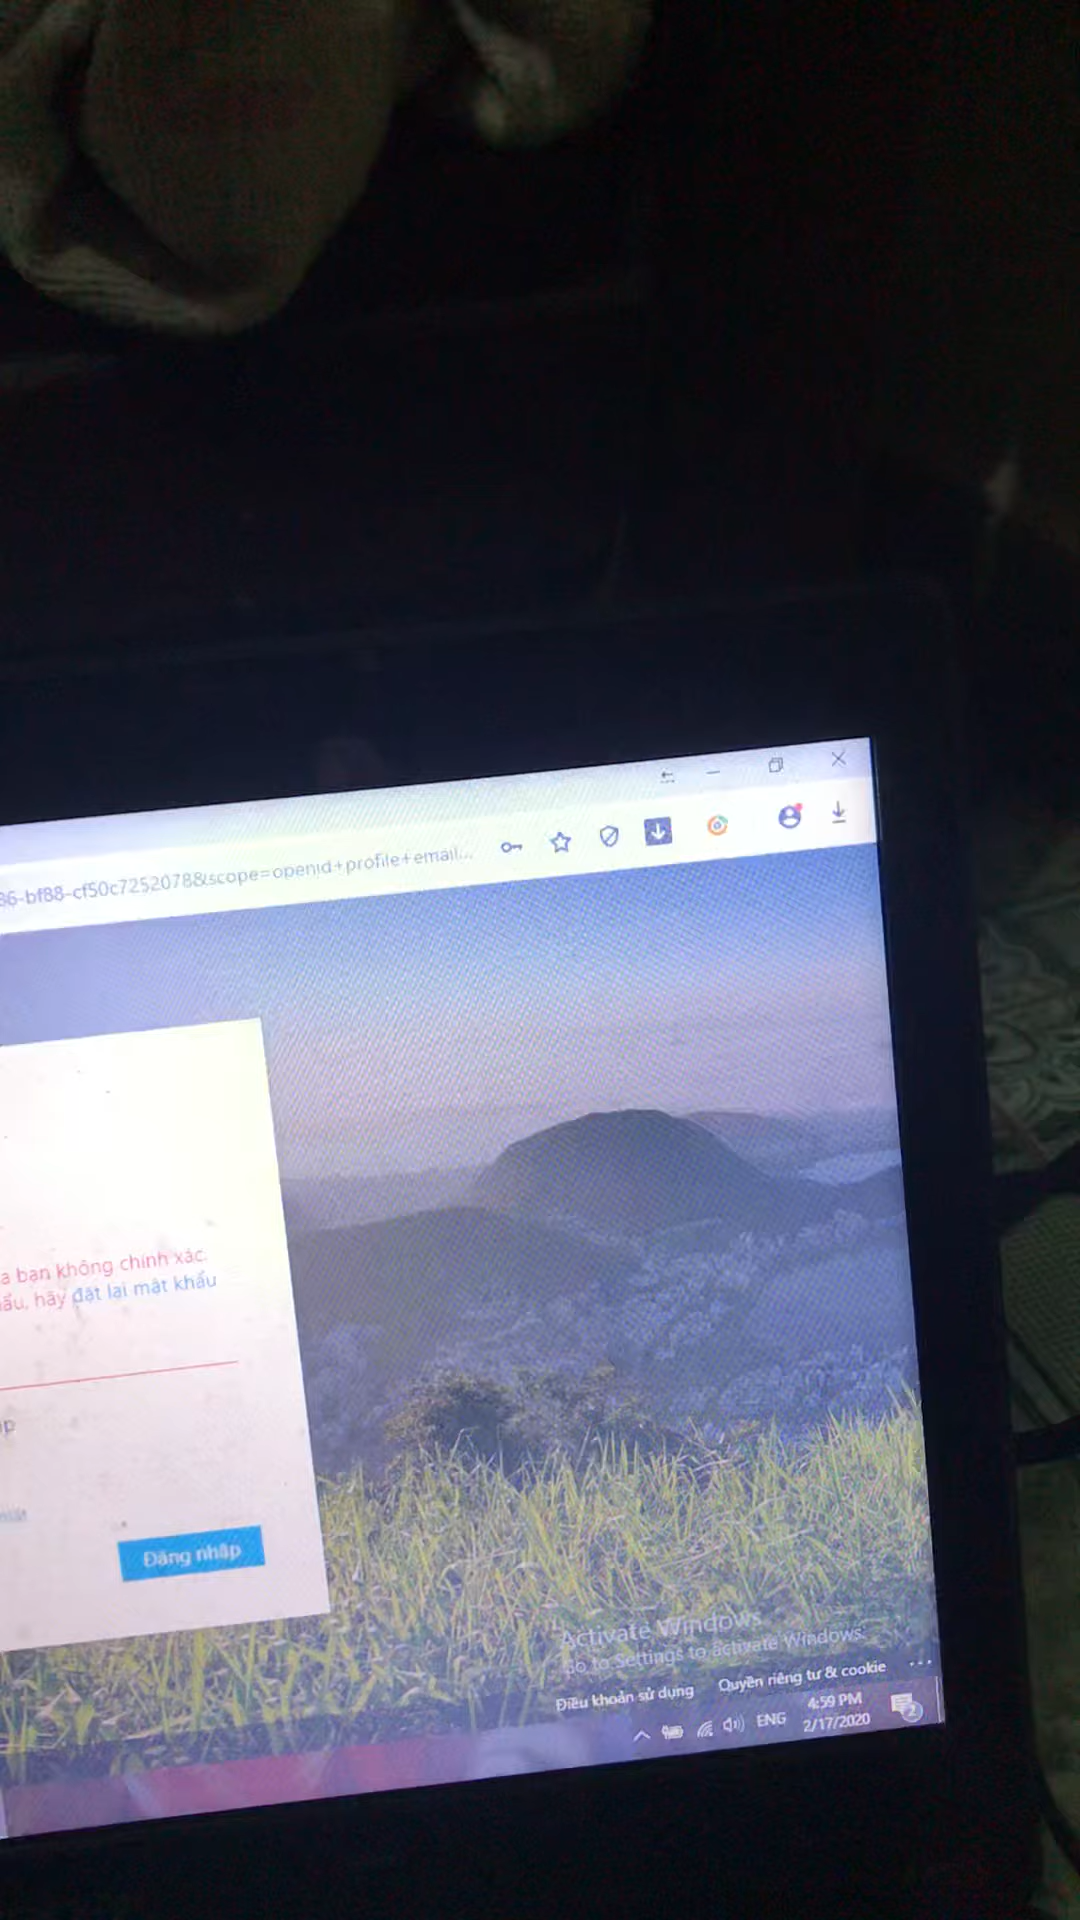 86-bf88-cf50c7252078&scope=openid+profile+email...
a bạn không chính xác.
ẩu, hãy đặt lại mật khẩu
Đăng nhập
Activate Windows
Go to Settings to activate Windows.
Điều khoản sử dụng Quyền riêng tư & cookie ...
4:59 PM
ENG
2/17/2020
2